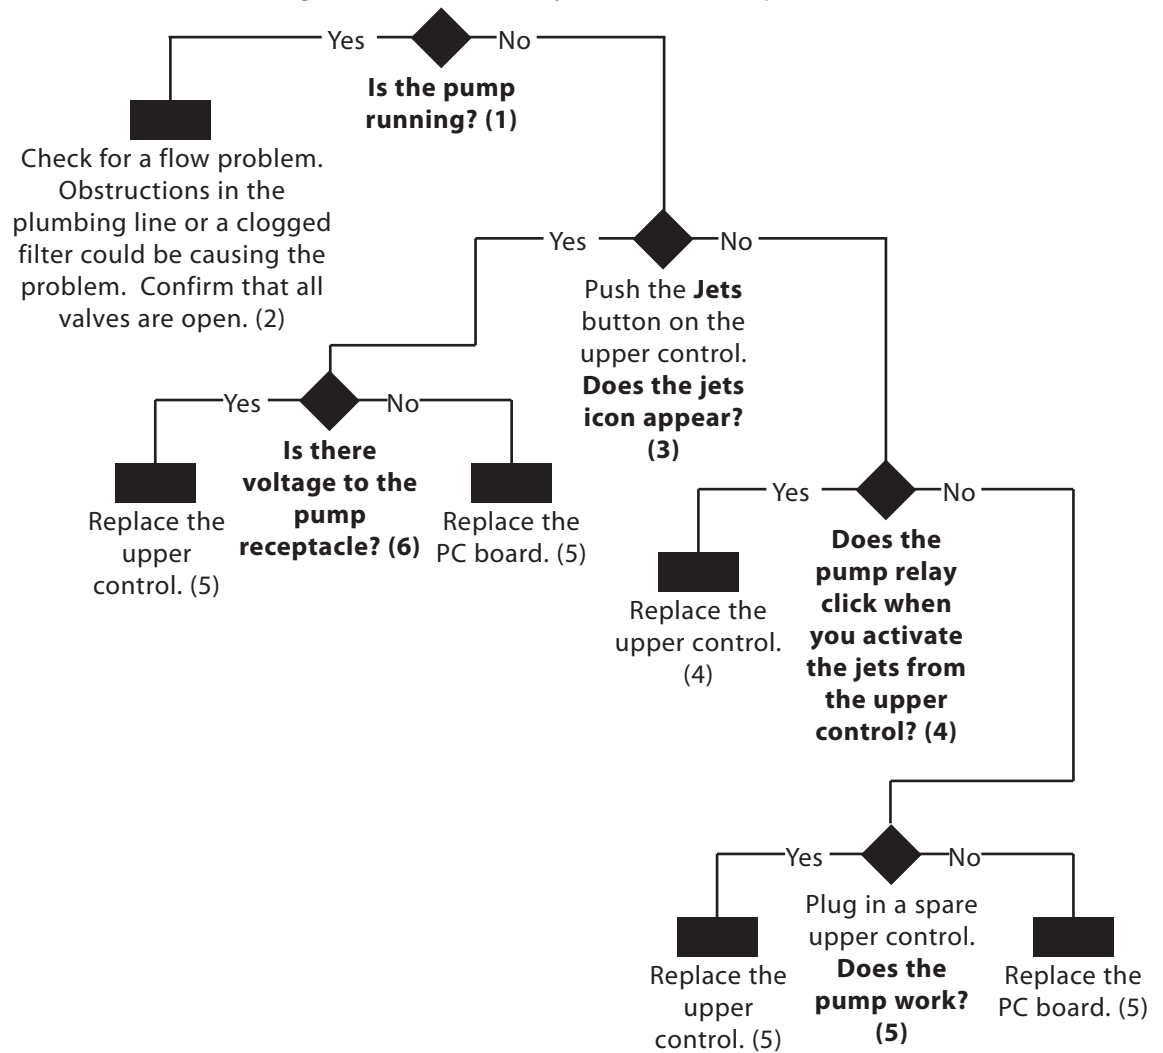 Yes
No
Is the pump
running? (1)
Check for a flow problem.
Obstructions in the
plumbing line or a clogged
filter could be causing the
problem.  Confirm that all
valves are open. (2)
Yes
No
Push the Jets
button on the
upper control.
Does the jets
icon appear?
(3)
Yes
No
Is there
voltage to the
pump
receptacle? (6)
Replace the
upper
control. (5)
Replace the
PC board. (5)
Yes
No
Does the
pump relay
click when
you activate
the jets from
the upper
control? (4)
Replace the
upper control.
(4)
Yes
No
Plug in a spare
upper control.
Does the
pump work?
(5)
Replace the
upper
control. (5)
Replace the
PC board. (5)